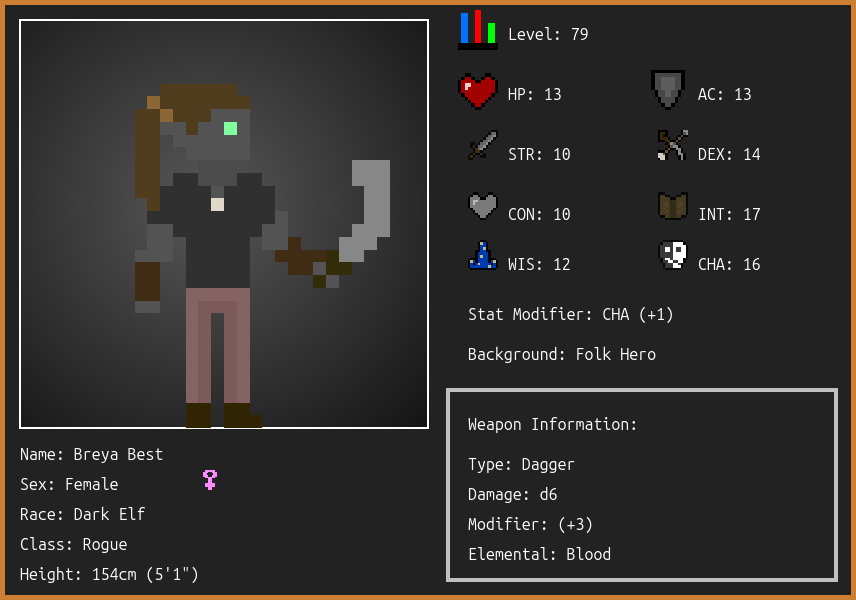 Level: 79
HP: 13
AC: 13
STR: 10
DEX: 14
CON: 10
INT: 17
WIS: 12
CHA: 16
Stat Modifier: CHA (+1)
Background: Folk Hero
Weapon Information:
Type: Dagger
Damage: d6
Modifier: (+3)
Elemental: Blood
Name: Breya Best
Sex: Female
Race: Dark Elf
Class: Rogue
Height: 154cm (5'1")